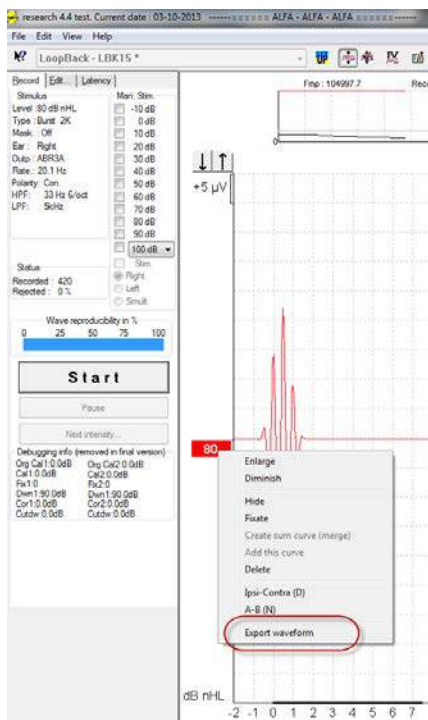 research 4.4 test. Current date : 03-10-2013 ALFA - ALFA - ALFA
File Edit View Help
LoopBack - LBK15 *
Record Edit... Latency
Stimulus
Level :80 dB nHL
Type : Burst 2K
Mask. : Off
Ear : Right
Outp : ABR3A
Rate : 20.1 Hz
Polarity: Con.
HPF: 33 Hz 6/oct
LPF: 5kHz
Man. Stim.
-10 dB
0 dB
10 dB
20 dB
30 dB
40 dB
50 dB
60 dB
70 dB
80 dB
90 dB
100 dB
Stim
Right
Left
Simult.
Status
Recorded : 420
Rejected : 0 %
Wave reproducibility in %
0 25 50 75 100
Start
Pause
Next intensity...
Debugging info (removed in final version)
Org Cal1:0.0dB Org Cal2:0.0dB
Cal1:0.0dB Cal2:0.0dB
Fix1:0 Fix2:0
Dwn1:90.0dB Dwn1:90.0dB
Cor1:0.0dB Cor2:0.0dB
Cutdw:0.0dB Cutdw:0.0dB
Fmp : 104997.7 Reco
0
+5 µV
80
Enlarge
Diminish
Hide
Fixate
Create sum curve (merge)
Add this curve
Delete
Ipsi-Contra (D)
A-B (N)
Export waveform
dB nHL
-2 -1 0 1 2 3 4 5 6 7